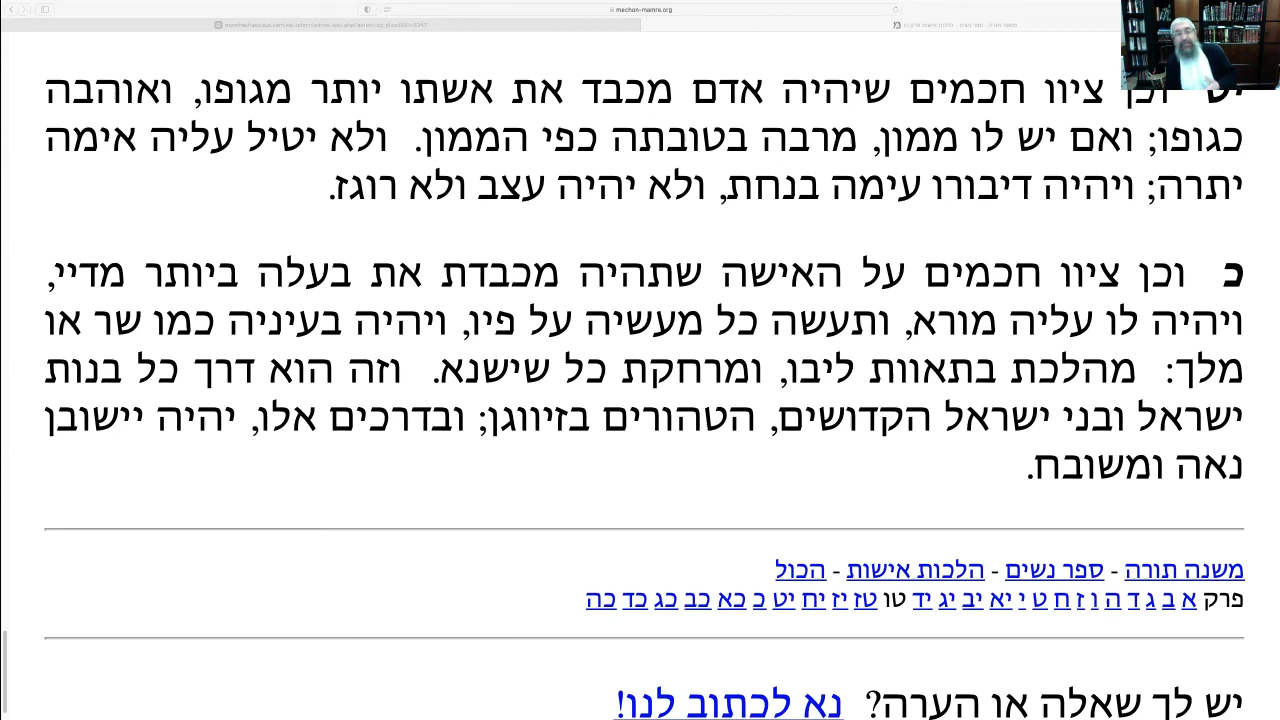 mechon-mamre.org
וכן ציוו חכמים שיהיה אדם מכבד את אשתו יותר מגופו, ואוהבה
כגופו; ואם יש לו ממון, מרבה בטובתה כפי הממון. ולא יטיל עליה אימה
יתרה; ויהיה דיבורו עימה בנחת, ולא יהיה עצב ולא רוגז.
כ וכן ציוו חכמים על האישה שתהיה מכבדת את בעלה ביותר מדיי,
ויהיה לו עליה מורא, ותעשה כל מעשיה על פיו, ויהיה בעיניה כמו שר או
מלך: מהלכת בתאוות ליבו, ומרחקת כל שישנא. וזה הוא דרך כל בנות
ישראל ובני ישראל הקדושים, הטהורים בזיווגן; ובדרכים אלו, יהיה יישובן
נאה ומשובח.
משנה תורה - ספר נשים - הלכות אישות - הכול
פרק א ב ג ד ה ו ז ח ט י יא יב יג יד טו טז יז יח יט כ כא כב כג כד כה
יש לך שאלה או הערה? נא לכתוב לנו!